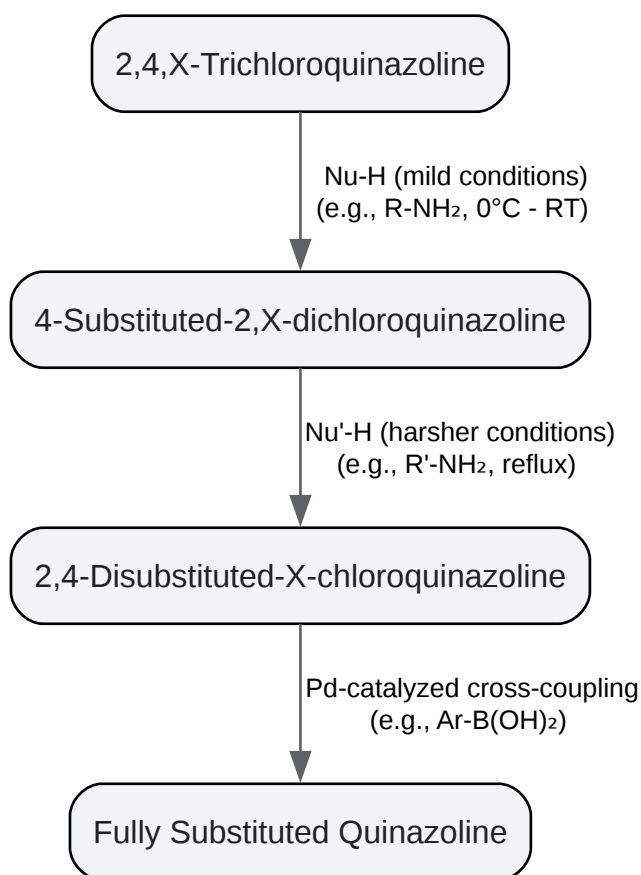 2,4,X-Trichloroquinazoline
Nu-H (mild conditions)
(e.g., R-NH₂, 0°C - RT)
4-Substituted-2,X-dichloroquinazoline
Nu'-H (harsher conditions)
(e.g., R'-NH₂, reflux)
2,4-Disubstituted-X-chloroquinazoline
Pd-catalyzed cross-coupling
(e.g., Ar-B(OH)₂)
Fully Substituted Quinazoline